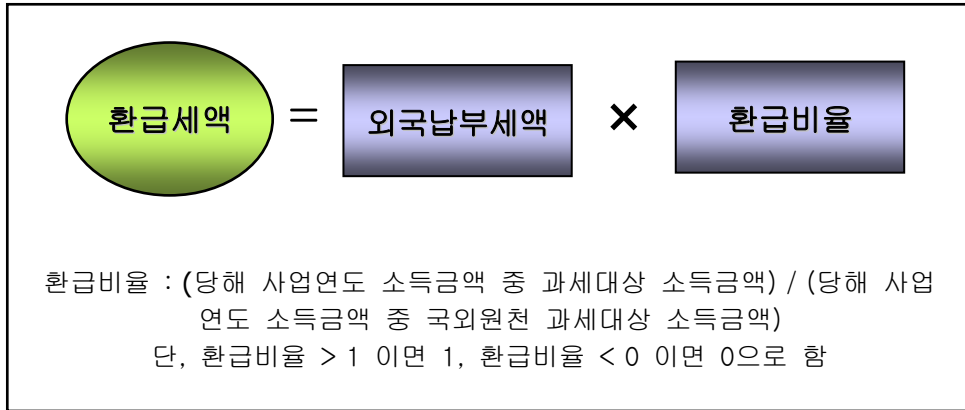 환급세액 = 외국납부세액 × 환급비율
환급비율 : (당해 사업연도 소득금액 중 과세대상 소득금액) / (당해 사업
연도 소득금액 중 국외원천 과세대상 소득금액)
단, 환급비율 > 1 이면 1, 환급비율 < 0 이면 0으로 함